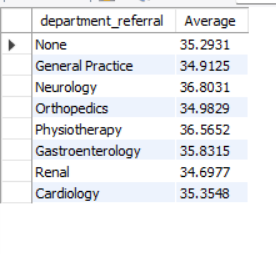 department_referral Average
None 35.2931
General Practice 34.9125
Neurology 36.8031
Orthopedics 34.9829
Physiotherapy 36.5652
Gastroenterology 35.8315
Renal 34.6977
Cardiology 35.3548